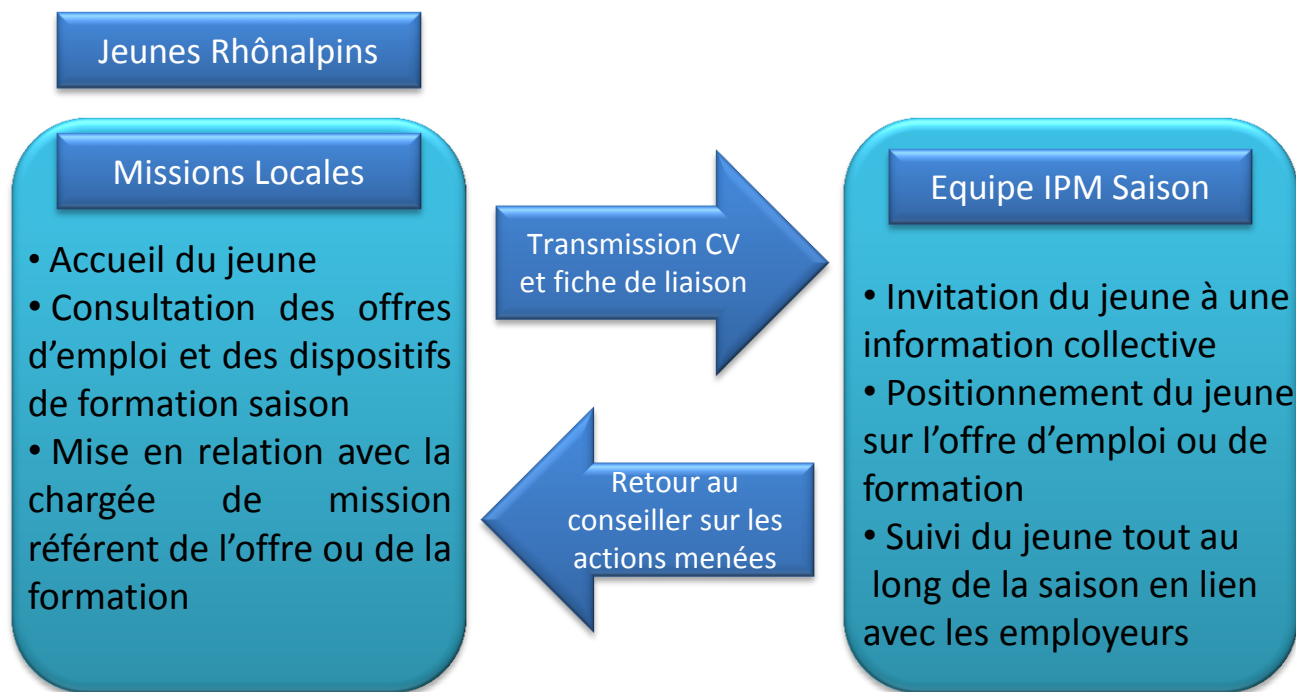 Jeunes Rhônalpins
Missions Locales
• Accueil du jeune
• Consultation des offres
d’emploi et des dispositifs
de formation saison
• Mise en relation avec la
chargée de mission
référent de l’offre ou de la
formation
Transmission CV
et fiche de liaison
Retour au
conseiller sur les
actions menées
Equipe IPM Saison
• Invitation du jeune à une
information collective
• Positionnement du jeune
sur l’offre d’emploi ou de
formation
• Suivi du jeune tout au
long de la saison en lien
avec les employeurs